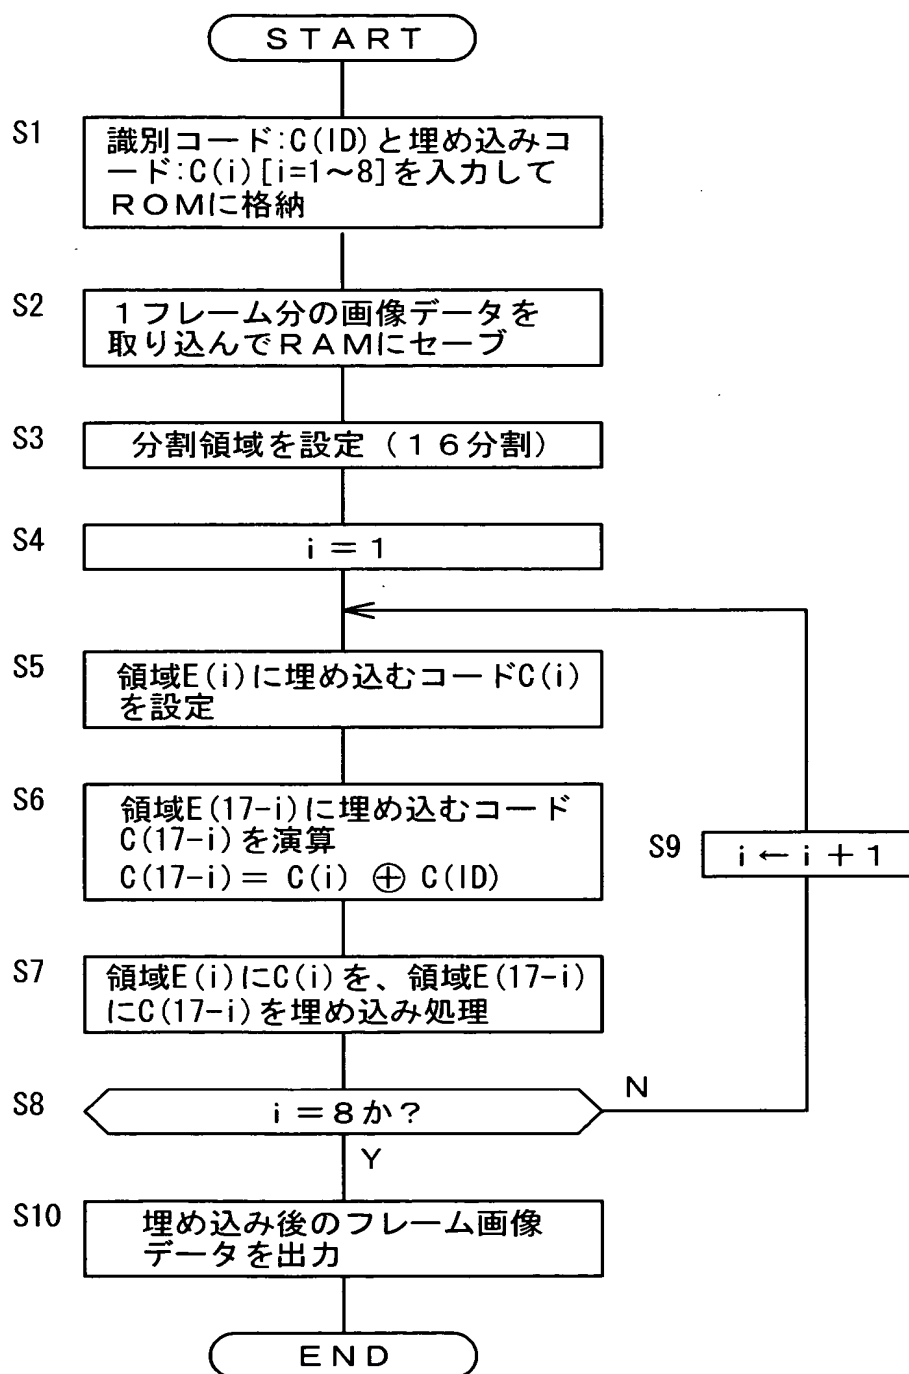 START
S1
識別コード:C(ID)と埋め込みコ
ード:C(i)[i=1〜8]を入力して
ROMに格納
S2
1フレーム分の画像データを
取り込んでRAMにセーブ
S3
分割領域を設定(16分割)
S4
i=1
S5
領域E(i)に埋め込むコードC(i)
を設定
S6
領域E(17-i)に埋め込むコード
C(17-i)を演算
C(17-i)= C(i) ⊕ C(ID)
S9
i←i+1
S7
領域E(i)にC(i)を、領域E(17-i)
にC(17-i)を埋め込み処理
S8
i=8か?
N
Y
S10
埋め込み後のフレーム画像
データを出力
END